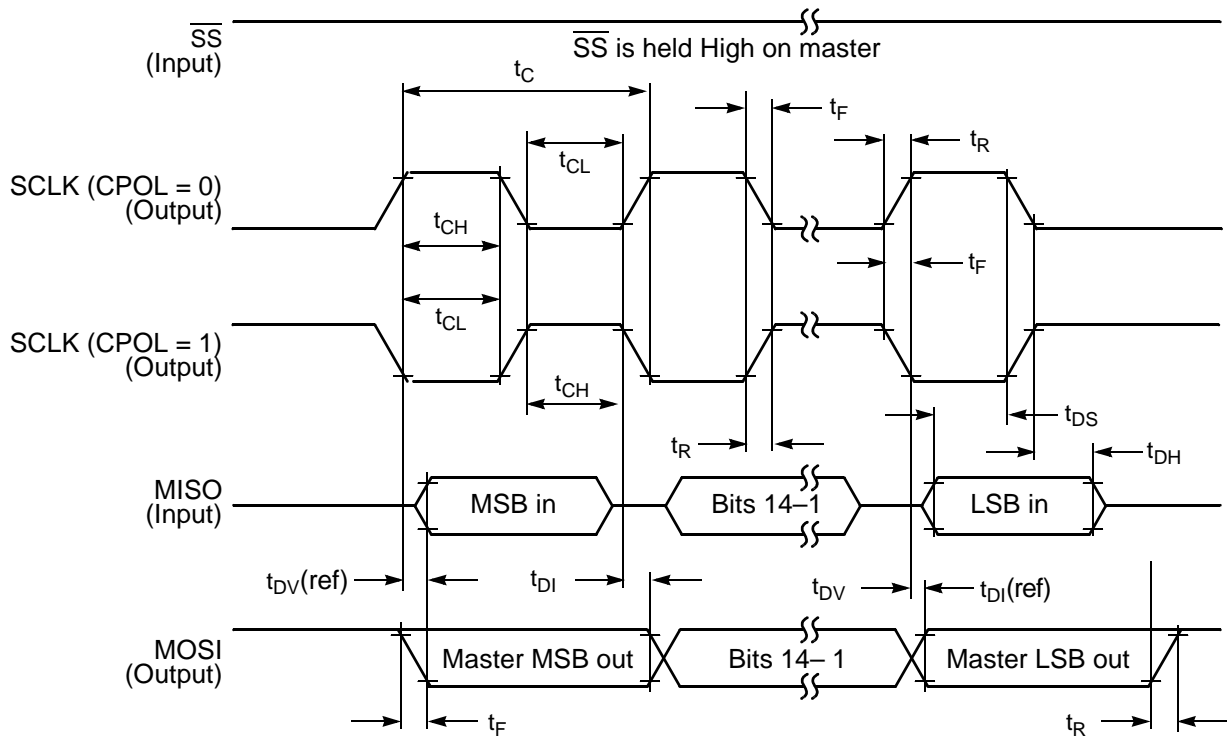 SS
(Input)
SS is held High on master
tC
tF
tR
tCL
SCLK (CPOL = 0)
(Output)
tCH
tF
tCL
SCLK (CPOL = 1)
(Output)
tCH
tDS
tR
tDH
MISO
(Input)
MSB in
Bits 14–1
LSB in
tDV(ref)
tDI
tDV
tDI(ref)
MOSI
(Output)
Master MSB out
Bits 14– 1
Master LSB out
tF
tR